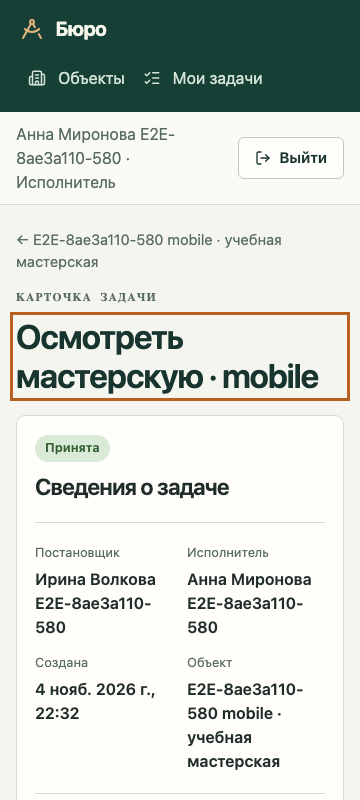 Бюро
Объекты Мои задачи
Анна Миронова E2E-
8ae3a110-580 ·
Исполнитель
Выйти
← E2E-8ae3a110-580 mobile · учебная
мастерская
КАРТОЧКА ЗАДАЧИ
Осмотреть
мастерскую · mobile
Принята
Сведения о задаче
Постановщик
Ирина Волкова
E2E-8ae3a110-
580
Исполнитель
Анна Миронова
E2E-8ae3a110-
580
Создана
4 нояб. 2026 г.,
22:32
Объект
E2E-8ae3a110-
580 mobile ·
учебная
мастерская